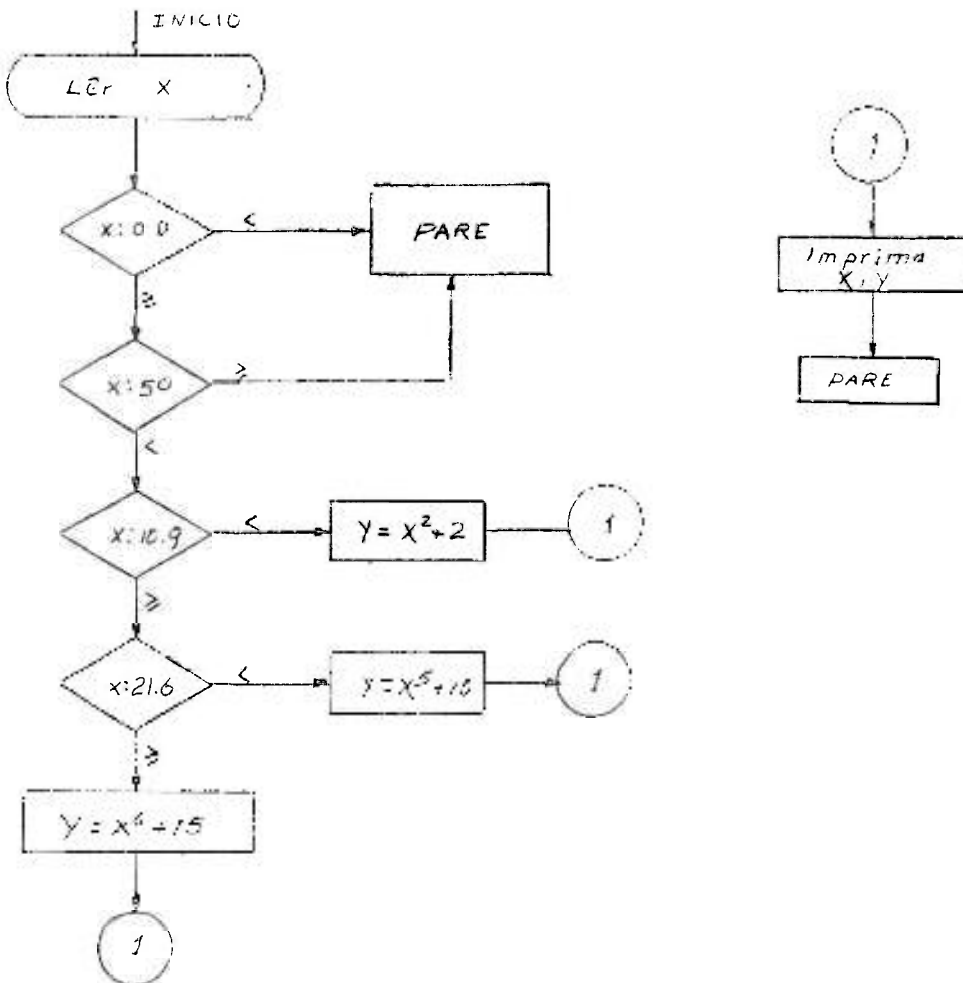 INICIO
LÊr X
X: 0 0
<
PARE
≥
X: 50
≥
<
X: 10.9
<
Y = X² + 2
1
≥
X: 21.6
<
Y = X⁵ + 10
1
≥
Y = X⁶ + 15
1
1
Imprima
X, Y
PARE